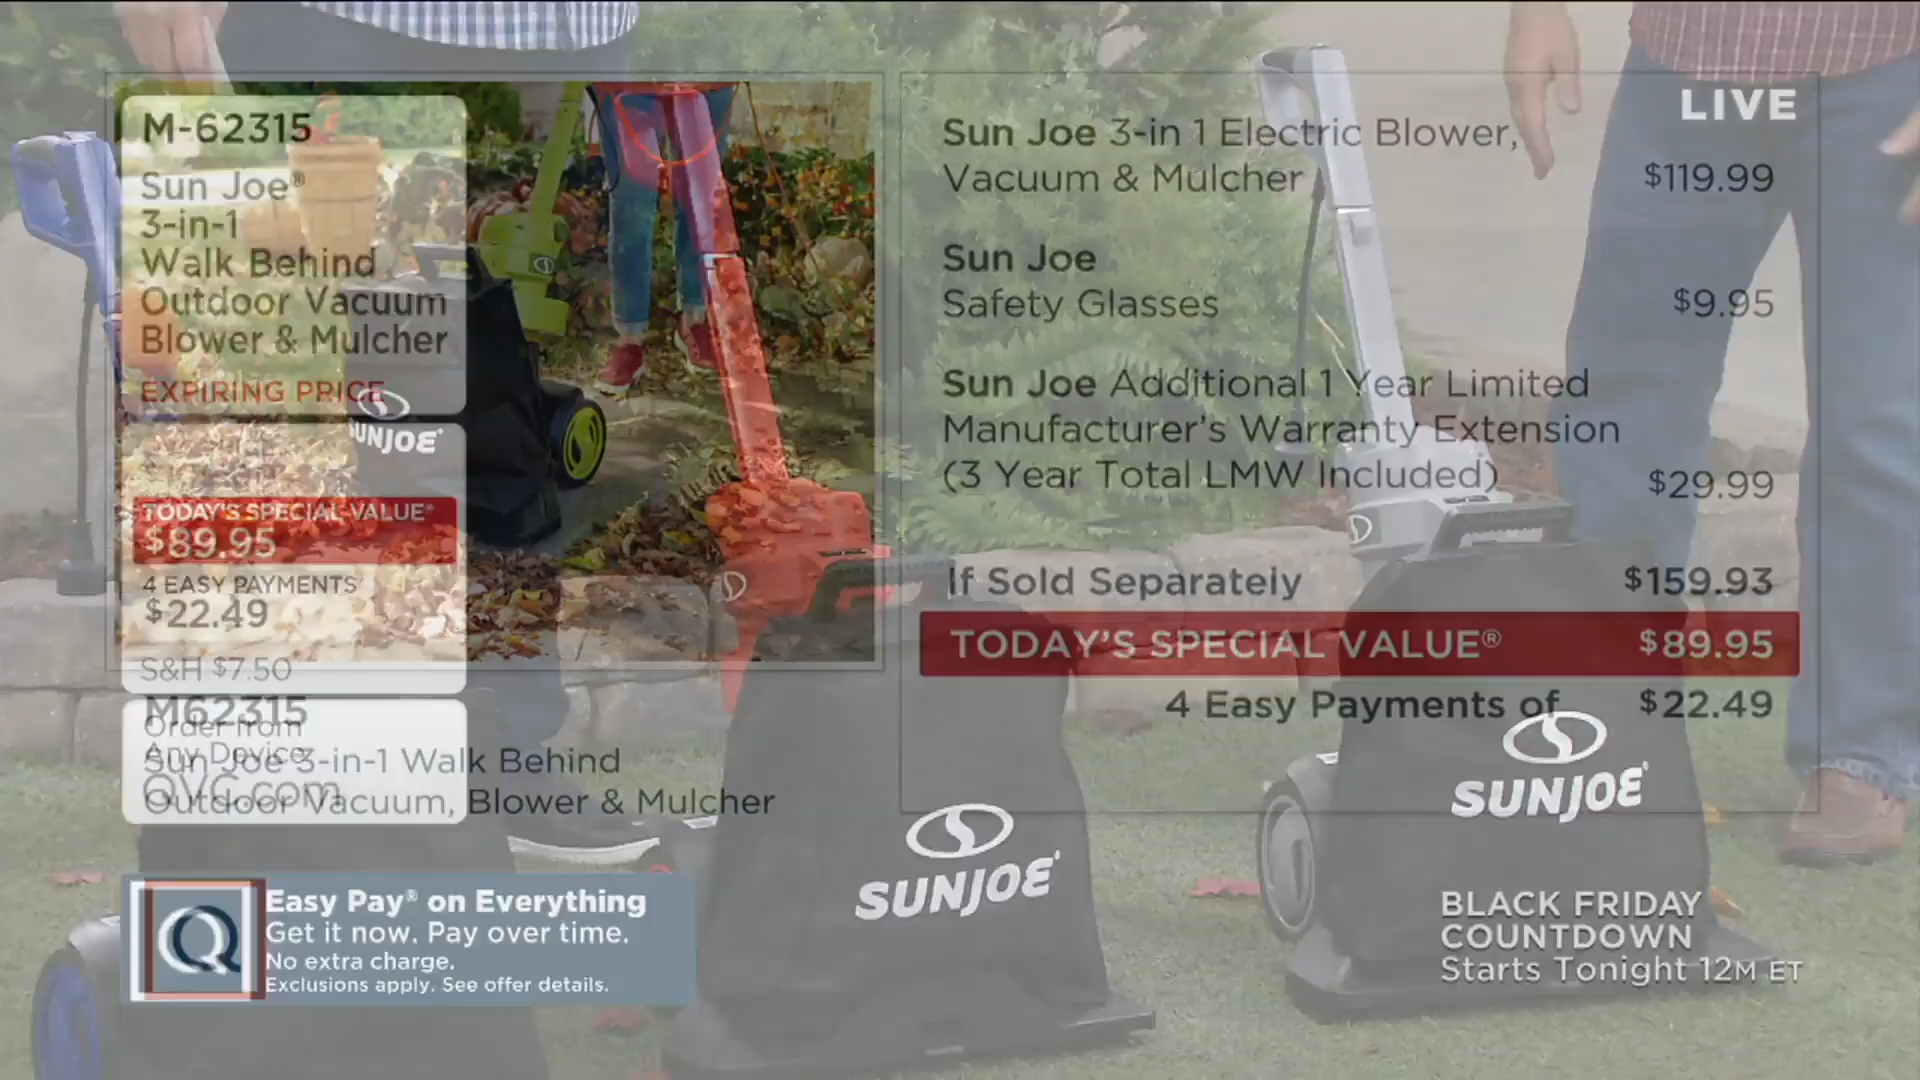 M-62315
Sun Joe®
3-in-1
Walk Behind
Outdoor Vacuum
Blower & Mulcher
EXPIRING PRICE
TODAY'S SPECIAL VALUE®
$89.95
4 EASY PAYMENTS
$22.49
S&H $7.50
Order from
Any Device
QVC.com
M62315
Sun Joe 3-in-1 Walk Behind
Outdoor Vacuum, Blower & Mulcher
SUNJOE
LIVE
Sun Joe 3-in 1 Electric Blower,
Vacuum & Mulcher $119.99
Sun Joe
Safety Glasses $9.95
Sun Joe Additional 1 Year Limited
Manufacturer's Warranty Extension
(3 Year Total LMW Included) $29.99
If Sold Separately $159.93
TODAY'S SPECIAL VALUE® $89.95
4 Easy Payments of $22.49
SUNJOE
SUNJOE
Q
Easy Pay® on Everything
Get it now. Pay over time.
No extra charge.
Exclusions apply. See offer details.
BLACK FRIDAY
COUNTDOWN
Starts Tonight 12M ET